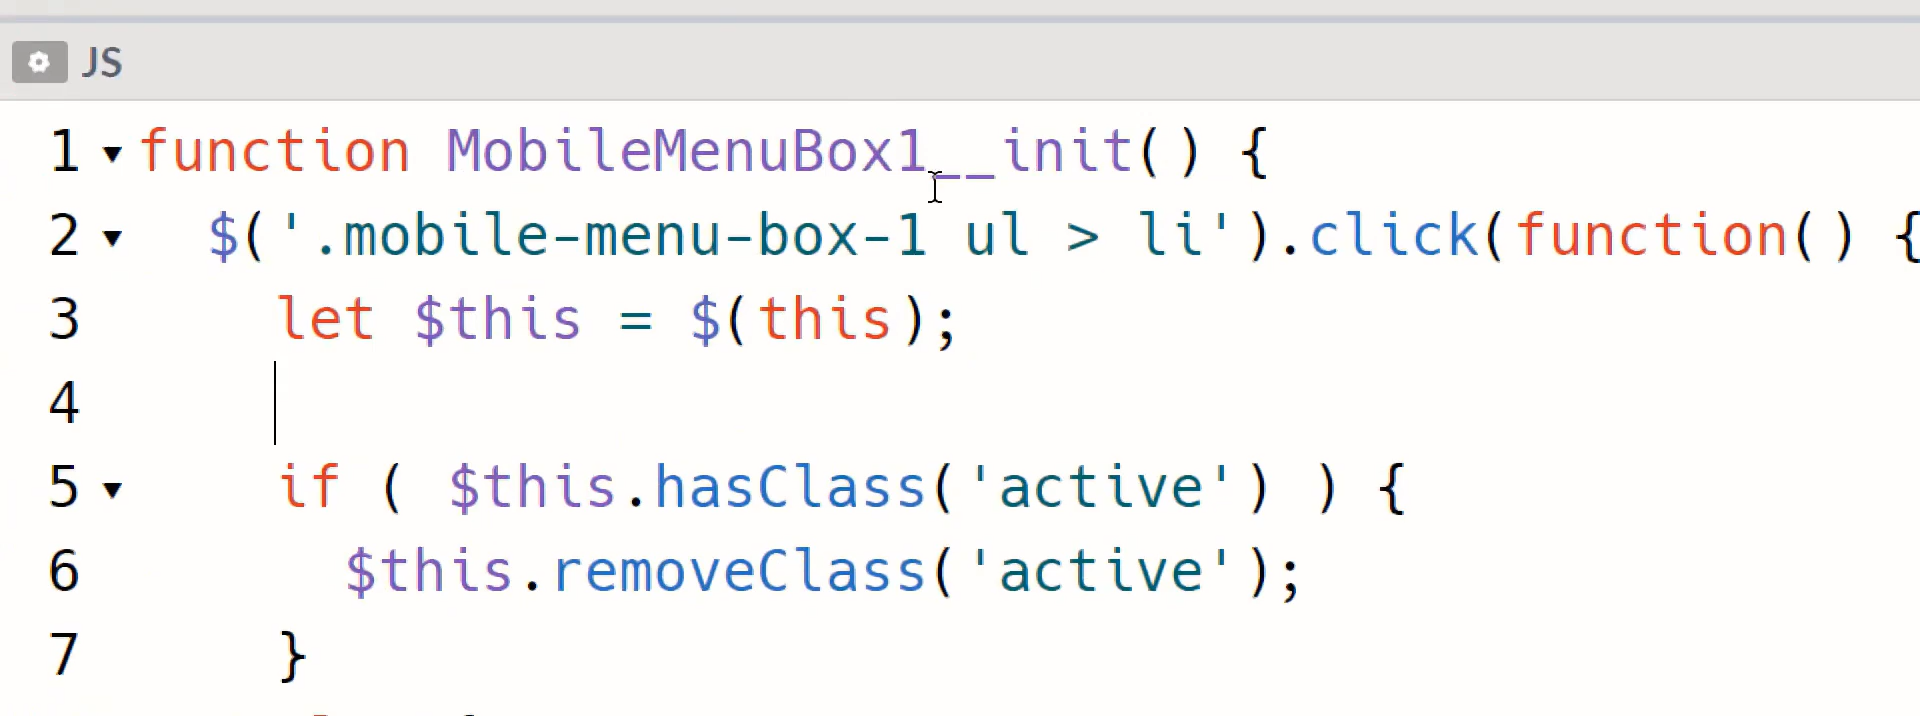 JS
1 function MobileMenuBox1__init() {
2 $('.mobile-menu-box-1 ul > li').click(function() {
3 let $this = $(this);
4
5 if ( $this.hasClass('active') ) {
6 $this.removeClass('active');
7 }